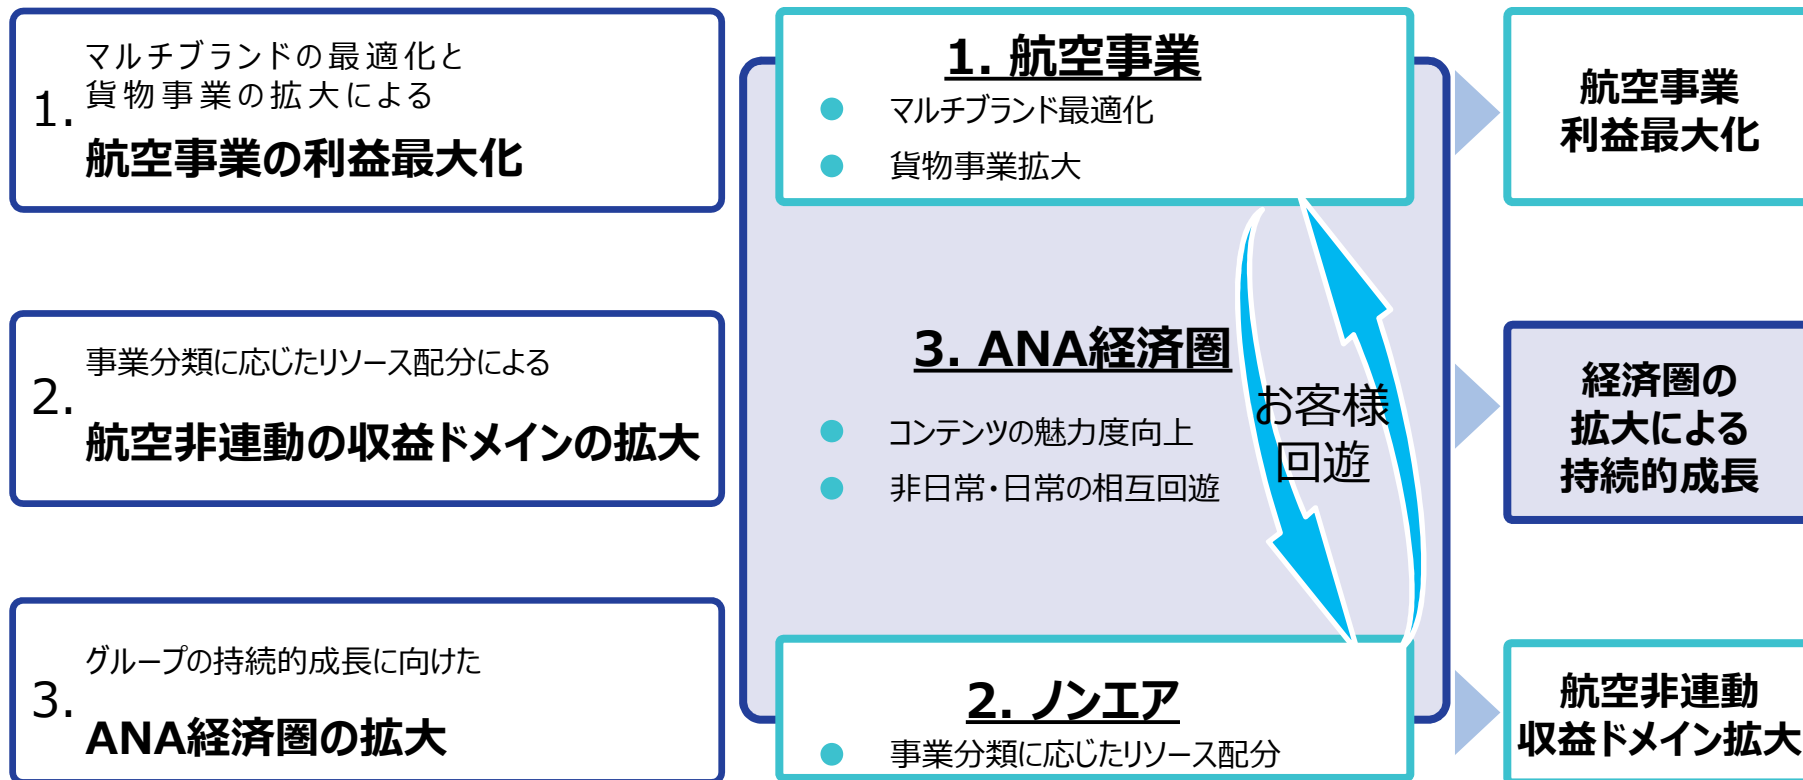 1.
マルチブランドの最適化と
貨物事業の拡大による
航空事業の利益最大化
2.
事業分類に応じたリソース配分による
航空非連動の収益ドメインの拡大
3.
グループの持続的成長に向けた
ANA経済圏の拡大
1. 航空事業
● マルチブランド最適化
● 貨物事業拡大
3. ANA経済圏
● コンテンツの魅力度向上
● 非日常・日常の相互回遊
お客様
回遊
2. ノンエア
● 事業分類に応じたリソース配分
航空事業
利益最大化
経済圏の
拡大による
持続的成長
航空非連動
収益ドメイン拡大